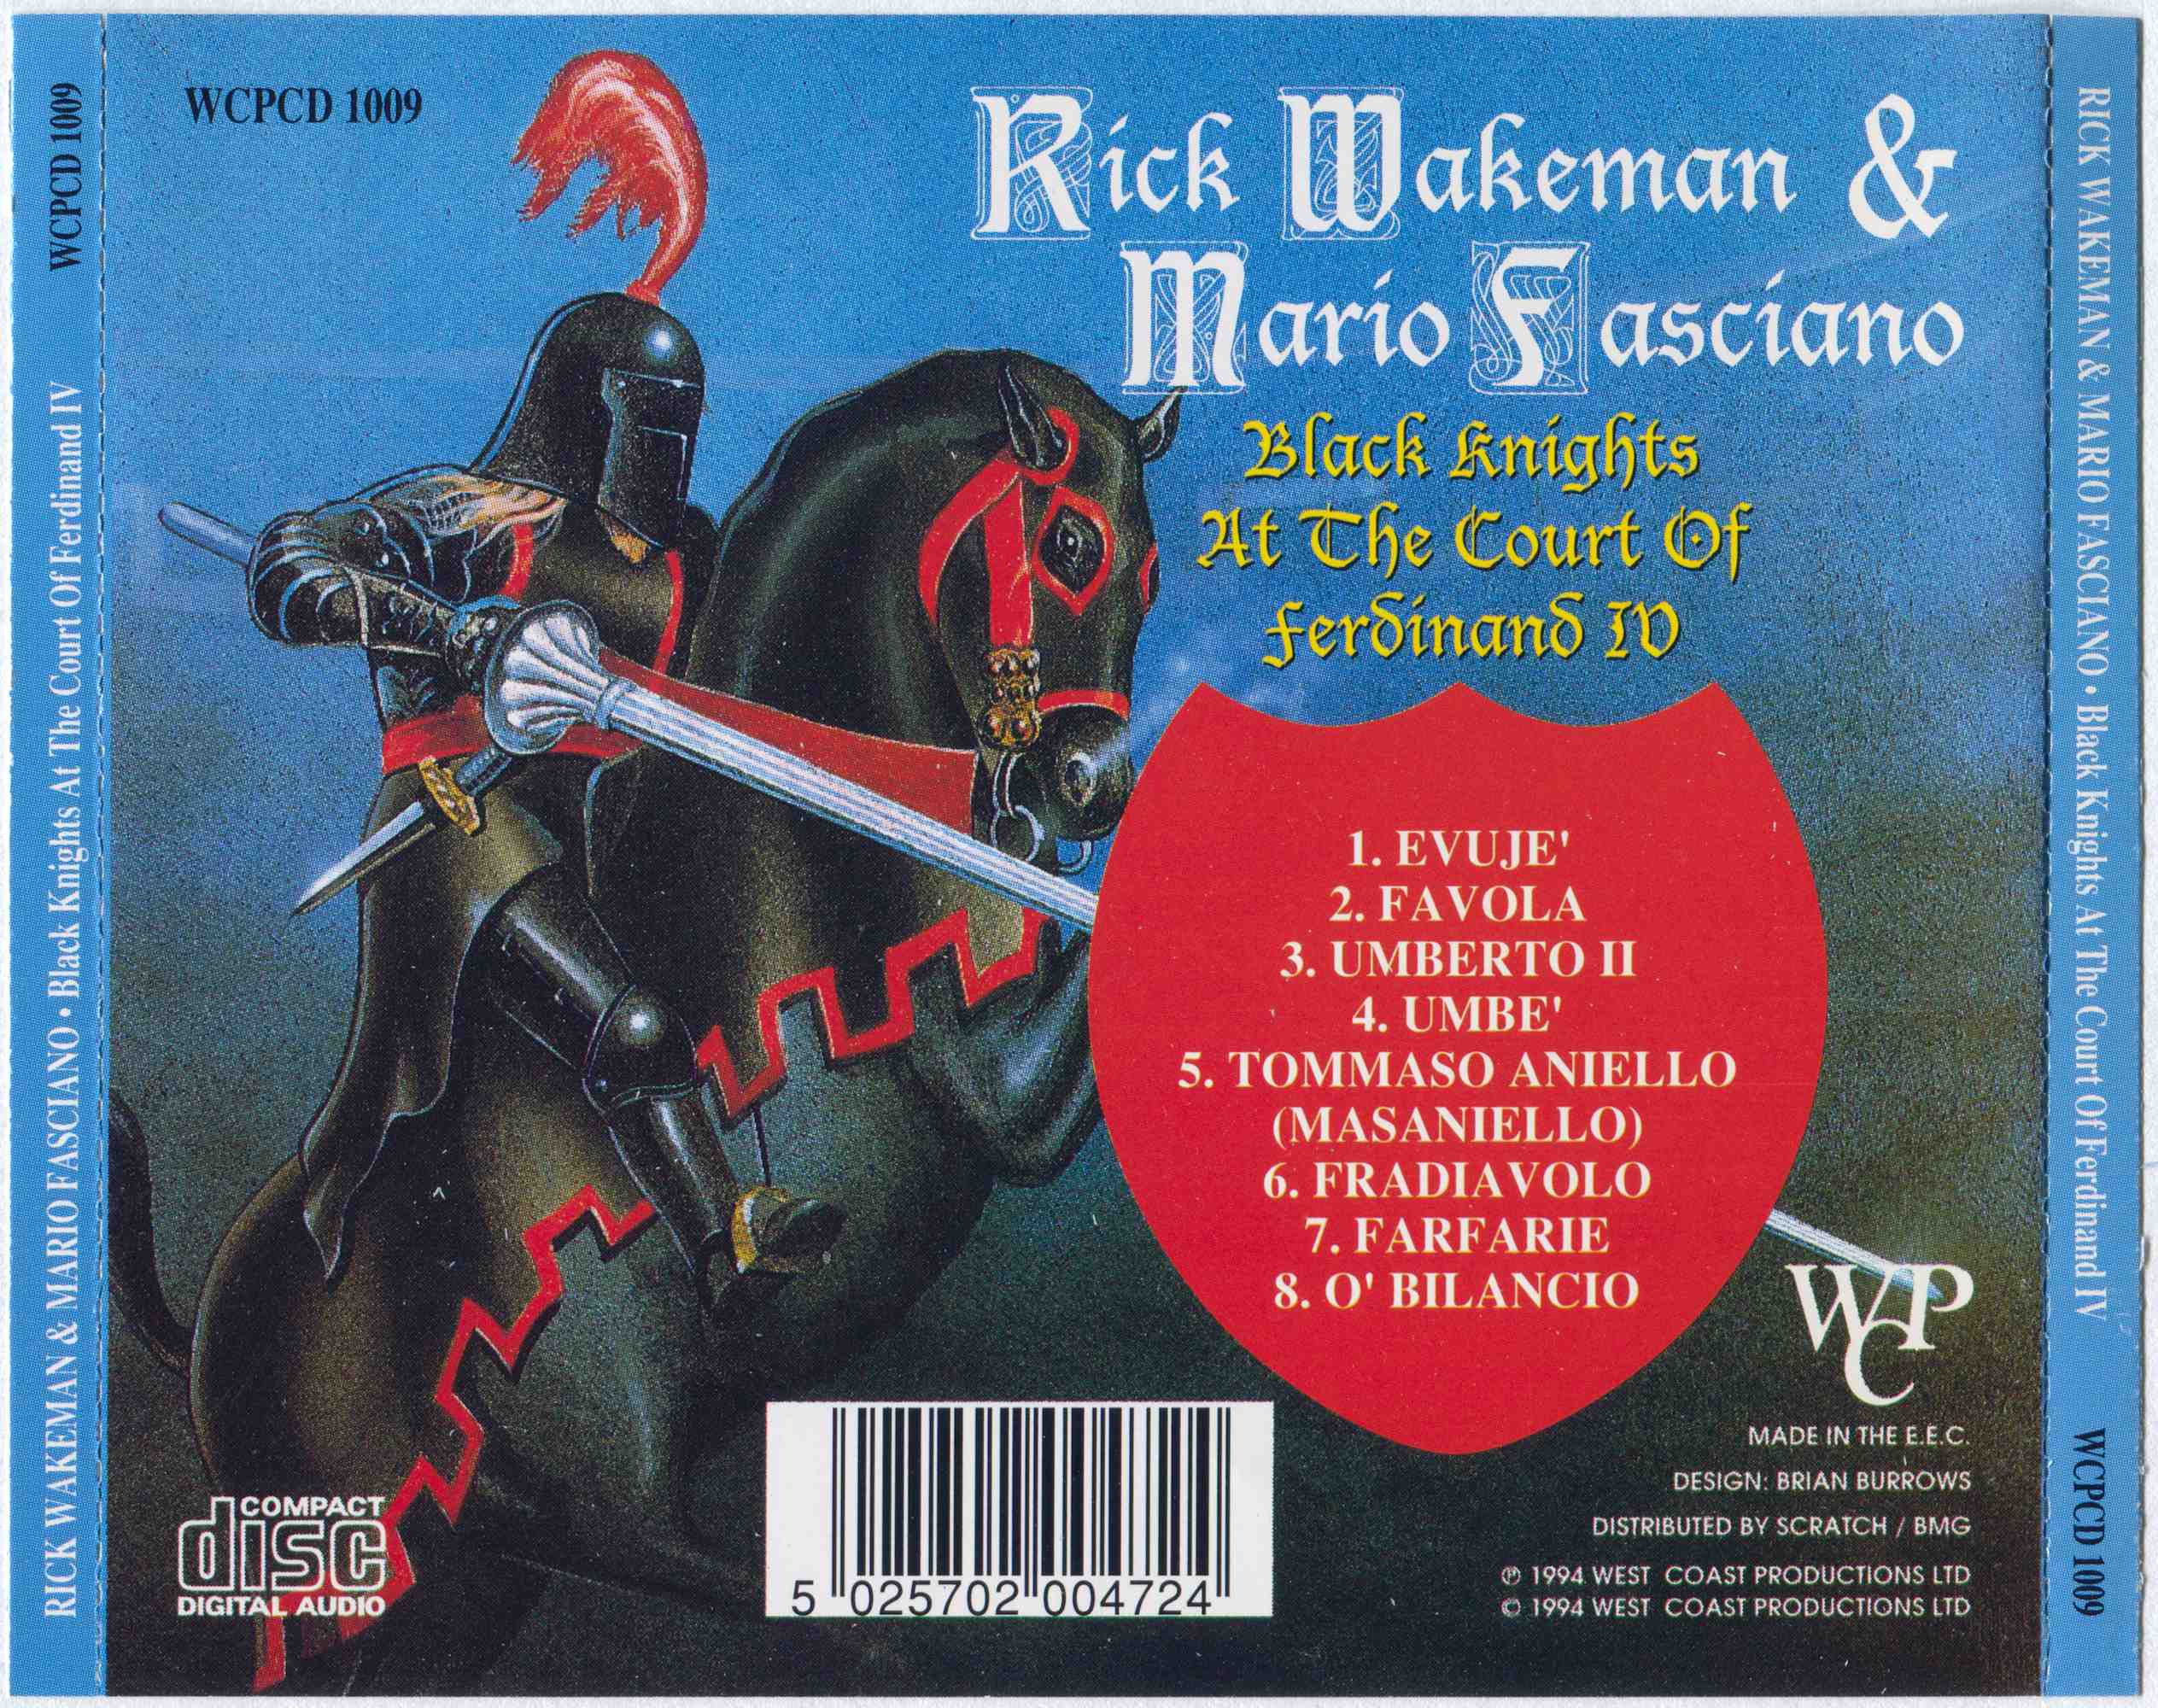 WCPCD 1009
RICK WAKEMAN & MARIO FASCIANO • Black Knights At The Court Of Ferdinand IV
WCPCD 1009
Rick Wakeman &
Mario Fasciano
Black Knights
At The Court Of
Ferdinand IV
1. EVUJE'
2. FAVOLA
3. UMBERTO II
4. UMBE'
5. TOMMASO ANIELLO
(MASANIELLO)
6. FRADIAVOLO
7. FARFARIE
8. O' BILANCIO
WCP
MADE IN THE E.E.C.
DESIGN: BRIAN BURROWS
DISTRIBUTED BY SCRATCH / BMG
℗ 1994 WEST COAST PRODUCTIONS LTD
© 1994 WEST COAST PRODUCTIONS LTD
COMPACT
disc
DIGITAL AUDIO
5 025702 004724
RICK WAKEMAN & MARIO FASCIANO • Black Knights At The Court Of Ferdinand IV
WCPCD 1009